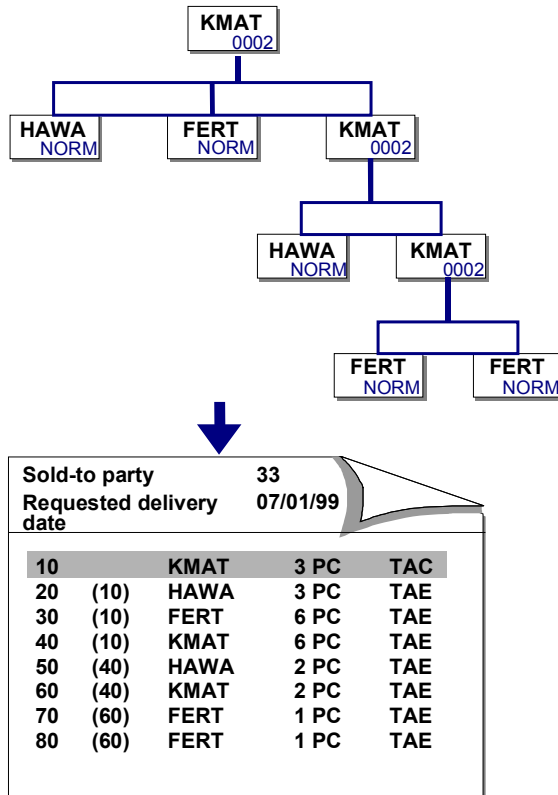 KMAT
0002
HAWA FERT KMAT
NORM NORM 0002
HAWA KMAT
NORM 0002
FERT FERT
NORM NORM
Sold-to party 33
Requested delivery 07/01/99
date
10 KMAT 3 PC TAC
20 (10) HAWA 3 PC TAE
30 (10) FERT 6 PC TAE
40 (10) KMAT 6 PC TAE
50 (40) HAWA 2 PC TAE
60 (40) KMAT 2 PC TAE
70 (60) FERT 1 PC TAE
80 (60) FERT 1 PC TAE